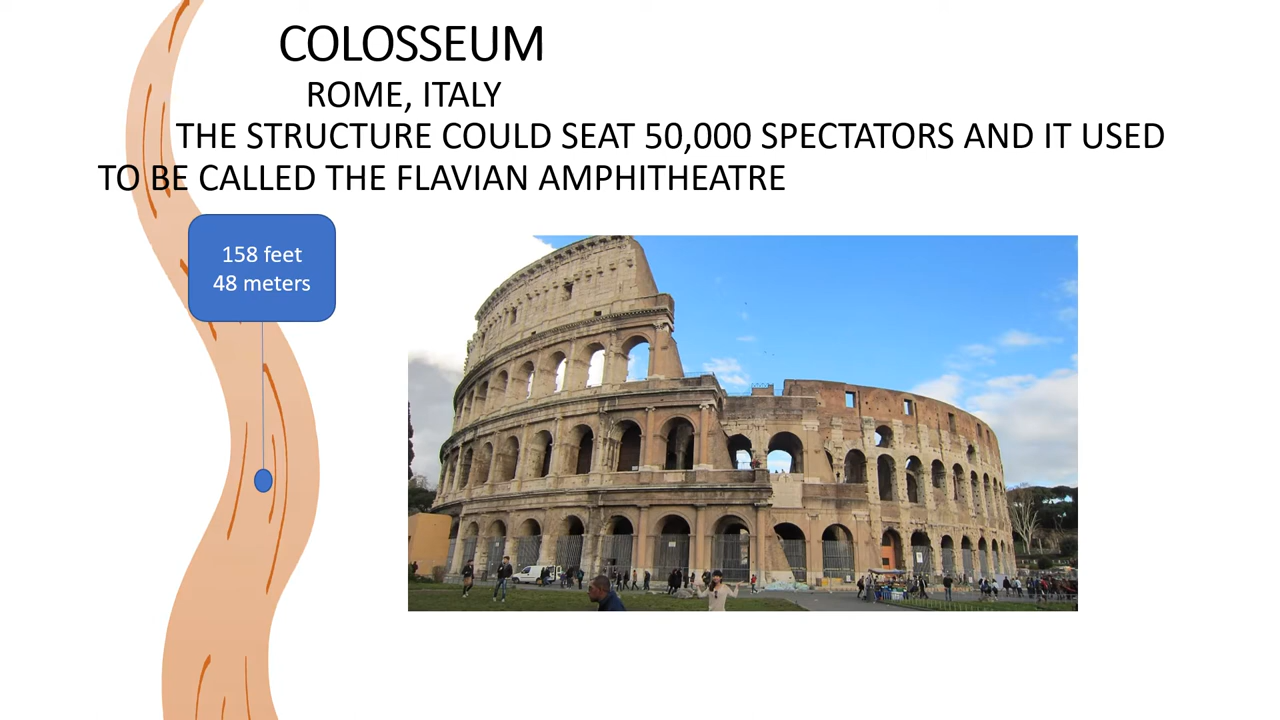 COLOSSEUM
ROME, ITALY
THE STRUCTURE COULD SEAT 50,000 SPECTATORS AND IT USED
TO BE CALLED THE FLAVIAN AMPHITHEATRE
158 feet
48 meters